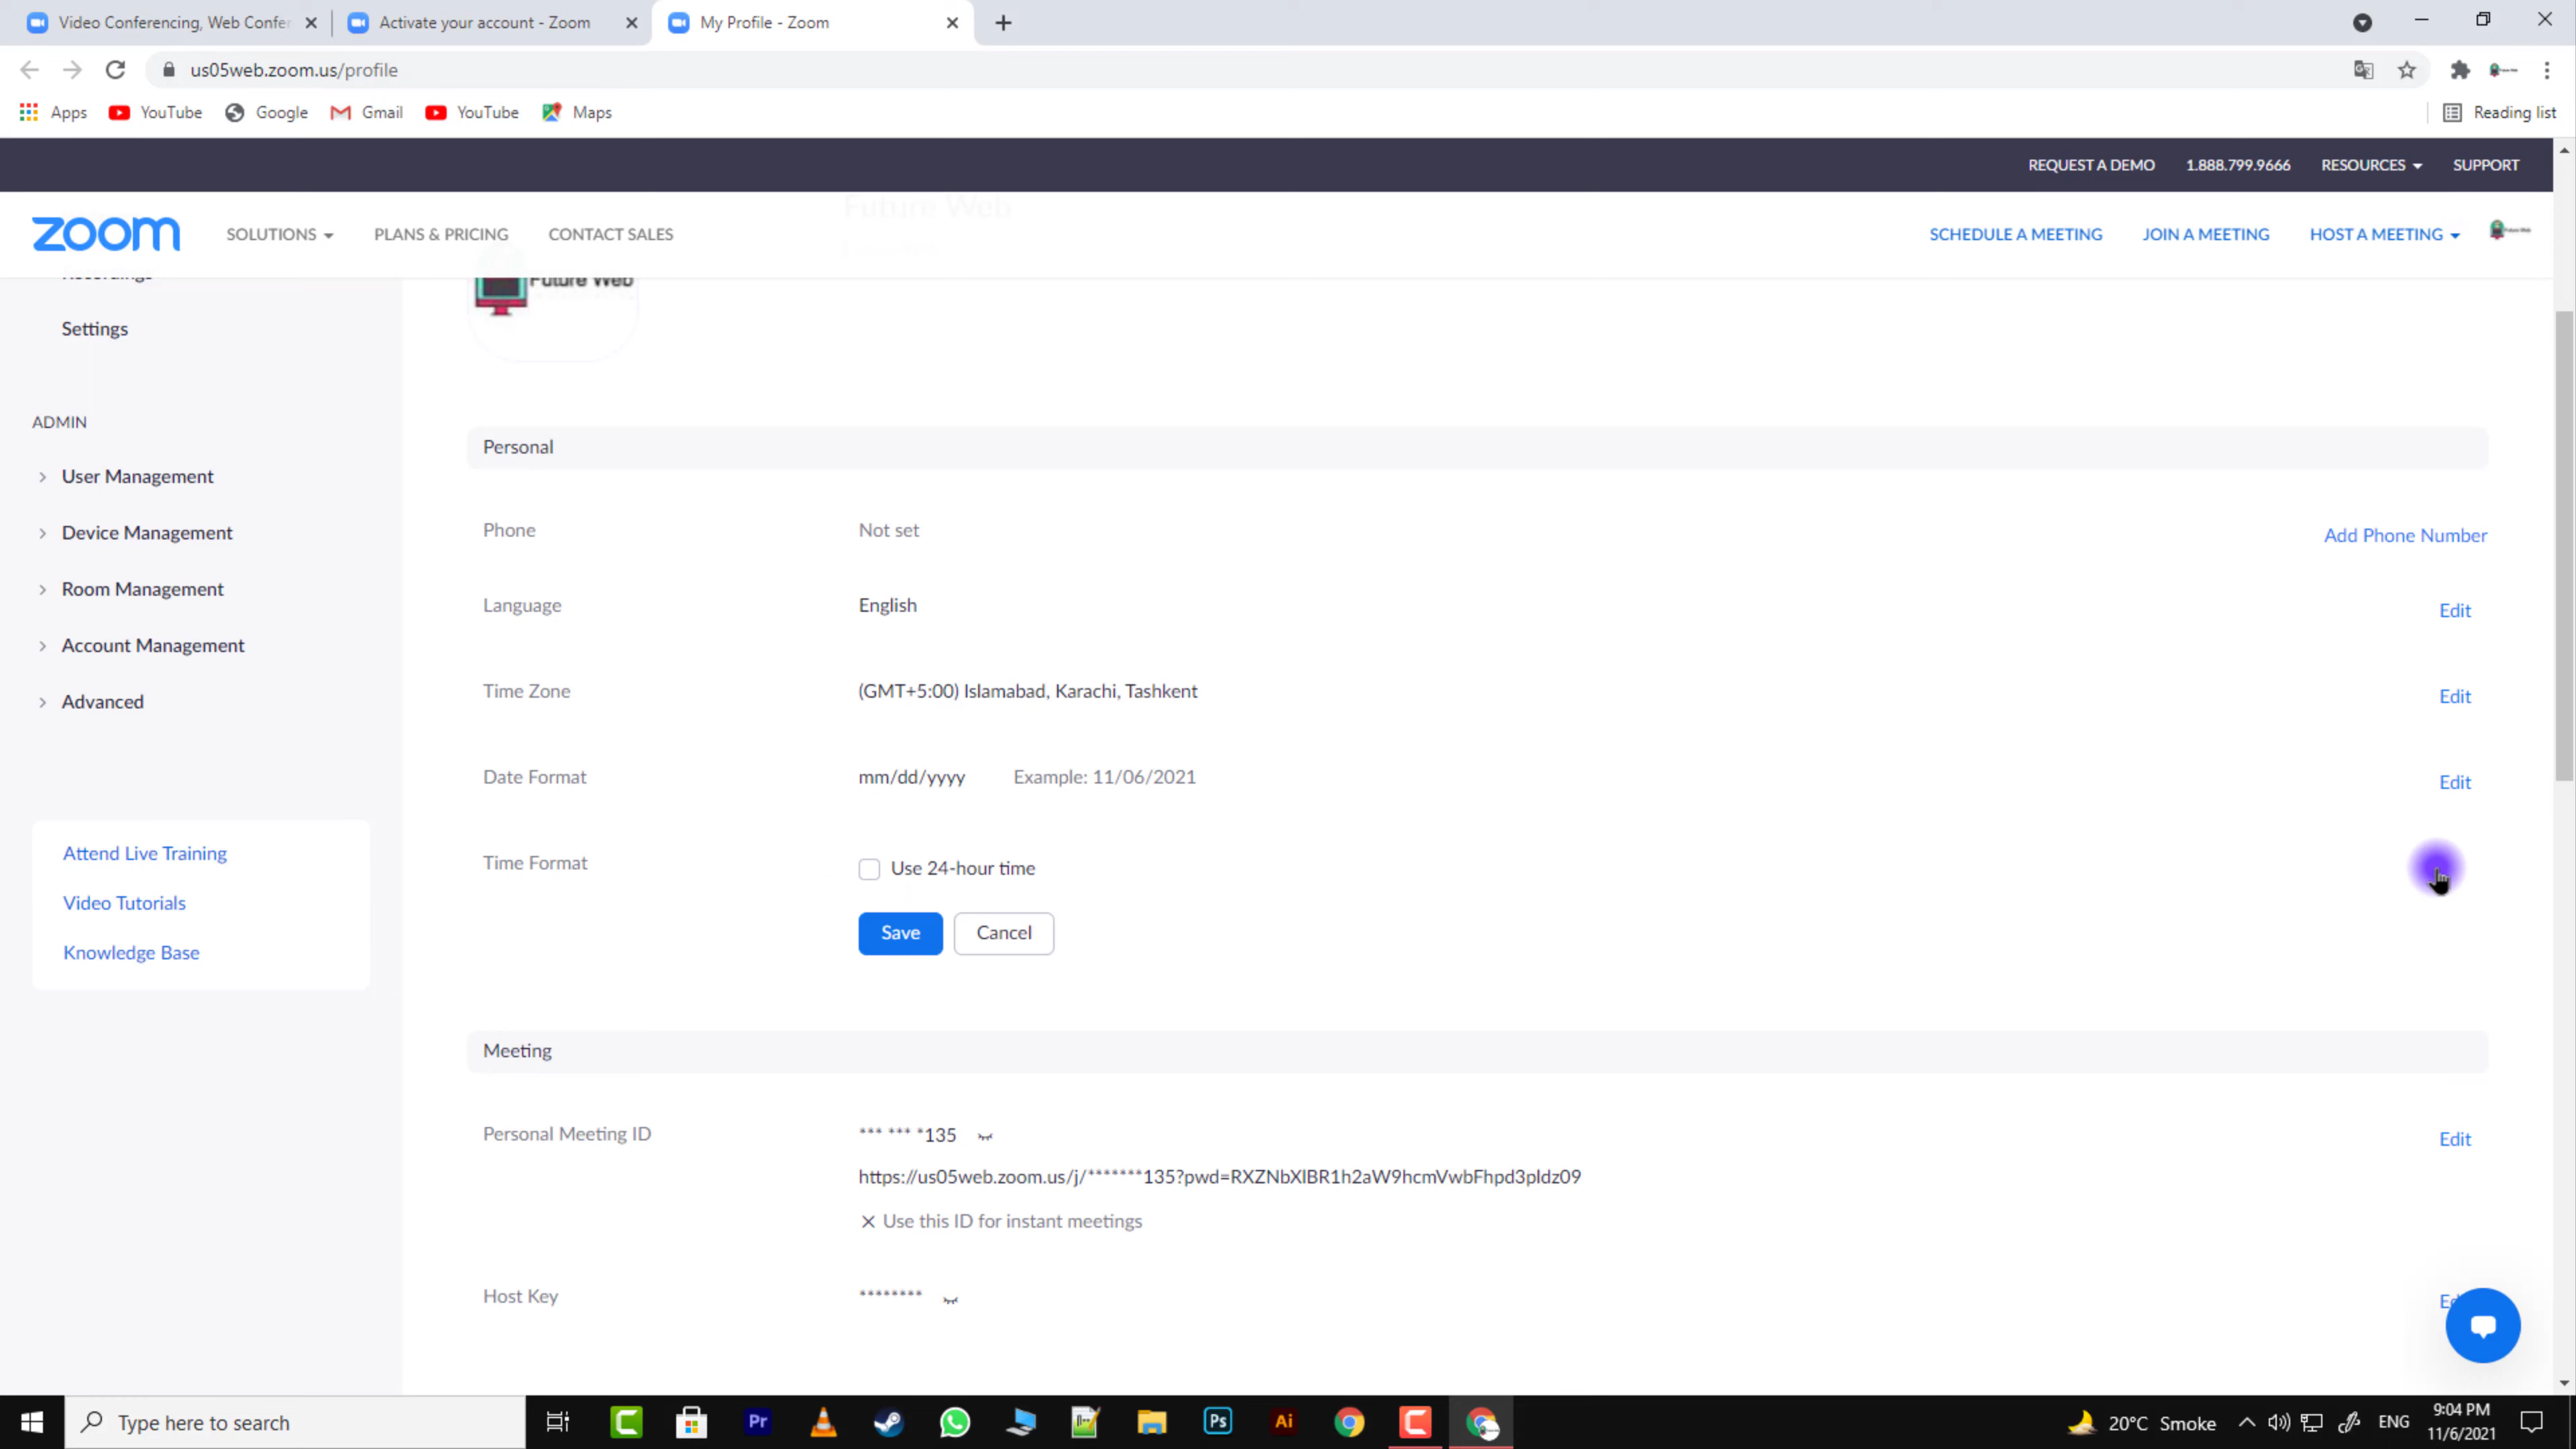 Video Conferencing, Web Confer
Activate your account - Zoom
My Profile - Zoom
us05web.zoom.us/profile
Apps
YouTube
Google
Gmail
YouTube
Maps
Reading list
REQUEST A DEMO
1.888.799.9666
RESOURCES
SUPPORT
Future Web
zoom
SOLUTIONS
PLANS & PRICING
CONTACT SALES
SCHEDULE A MEETING
JOIN A MEETING
HOST A MEETING
Recordings
Future Web
Settings
ADMIN
User Management
Device Management
Room Management
Account Management
Advanced
Attend Live Training
Video Tutorials
Knowledge Base
Personal
Phone
Not set
Add Phone Number
Language
English
Edit
Time Zone
(GMT+5:00) Islamabad, Karachi, Tashkent
Edit
Date Format
mm/dd/yyyy
Example: 11/06/2021
Edit
Time Format
Use 24-hour time
Save
Cancel
Meeting
Personal Meeting ID
*** *** *135
Edit
https://us05web.zoom.us/j/*******135?pwd=RXZNbXlBR1h2aW9hcmVwbFhpd3pldz09
Use this ID for instant meetings
Host Key
********
Type here to search
Pr
Ps
Ai
20°C Smoke
ENG
9:04 PM
11/6/2021